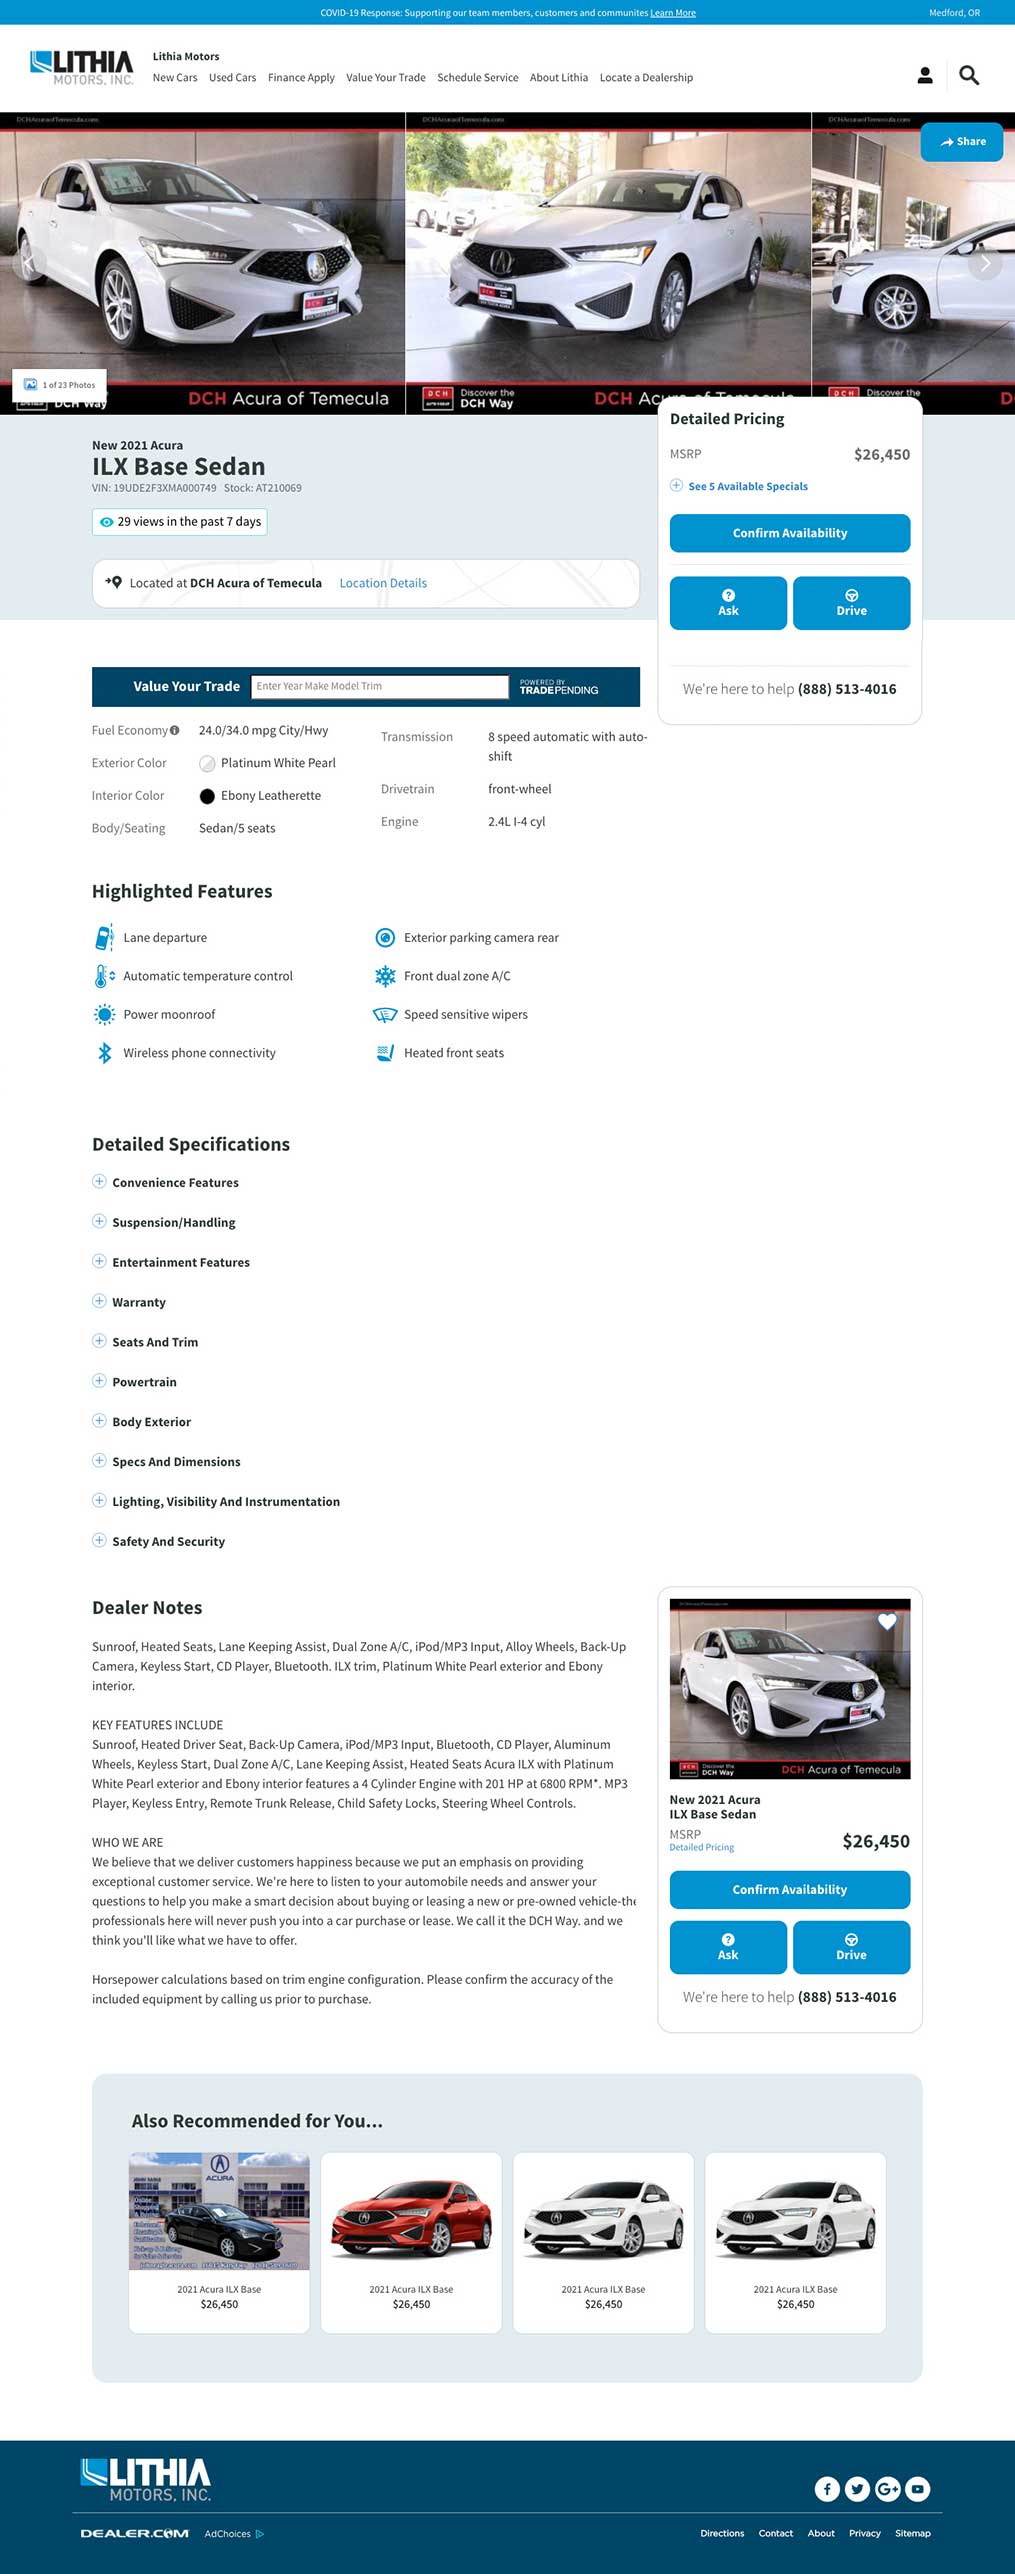 COVID-19 Response: Supporting our team members, customers and communites Learn More
Medford, OR
LITHIA
MOTORS, INC.
Lithia Motors
New Cars Used Cars Finance Apply Value Your Trade Schedule Service About Lithia Locate a Dealership
DCHAcuraofTemecula.com
DCHAcuraofTemecula.com
DCHAcuraofTemecula.com
Share
1 of 23 Photos
DCH Way
DCH Acura of Temecula
DCH
Discover the
DCH Way
DCH
DCH
Discover the
New 2021 Acura
ILX Base Sedan
VIN: 19UDE2F3XMA000749 Stock: AT210069
29 views in the past 7 days
Located at DCH Acura of Temecula Location Details
Detailed Pricing
MSRP $26,450
See 5 Available Specials
Confirm Availability
Ask
Drive
We're here to help (888) 513-4016
Value Your Trade Enter Year Make Model Trim POWERED BY
TRADEPENDING
Fuel Economy 24.0/34.0 mpg City/Hwy
Exterior Color Platinum White Pearl
Interior Color Ebony Leatherette
Body/Seating Sedan/5 seats
Transmission 8 speed automatic with auto-
shift
Drivetrain front-wheel
Engine 2.4L I-4 cyl
Highlighted Features
Lane departure
Exterior parking camera rear
Automatic temperature control
Front dual zone A/C
Power moonroof
Speed sensitive wipers
Wireless phone connectivity
Heated front seats
Detailed Specifications
Convenience Features
Suspension/Handling
Entertainment Features
Warranty
Seats And Trim
Powertrain
Body Exterior
Specs And Dimensions
Lighting, Visibility And Instrumentation
Safety And Security
Dealer Notes
Sunroof, Heated Seats, Lane Keeping Assist, Dual Zone A/C, iPod/MP3 Input, Alloy Wheels, Back-Up
Camera, Keyless Start, CD Player, Bluetooth. ILX trim, Platinum White Pearl exterior and Ebony
interior.
KEY FEATURES INCLUDE
Sunroof, Heated Driver Seat, Back-Up Camera, iPod/MP3 Input, Bluetooth, CD Player, Aluminum
Wheels, Keyless Start, Dual Zone A/C, Lane Keeping Assist, Heated Seats Acura ILX with Platinum
White Pearl exterior and Ebony interior features a 4 Cylinder Engine with 201 HP at 6800 RPM*. MP3
Player, Keyless Entry, Remote Trunk Release, Child Safety Locks, Steering Wheel Controls.
WHO WE ARE
We believe that we deliver customers happiness because we put an emphasis on providing
exceptional customer service. We're here to listen to your automobile needs and answer your
questions to help you make a smart decision about buying or leasing a new or pre-owned vehicle-the
professionals here will never push you into a car purchase or lease. We call it the DCH Way. and we
think you'll like what we have to offer.
Horsepower calculations based on trim engine configuration. Please confirm the accuracy of the
included equipment by calling us prior to purchase.
Discover the
DCH Way
DCH Acura of Temecula
New 2021 Acura
ILX Base Sedan
MSRP
Detailed Pricing
$26,450
Confirm Availability
Ask
Drive
We're here to help (888) 513-4016
Also Recommended for You...
ACURA
2021 Acura ILX Base
$26,450
2021 Acura ILX Base
$26,450
2021 Acura ILX Base
$26,450
2021 Acura ILX Base
$26,450
LITHIA
MOTORS, INC.
DEALER.COM
AdChoices
Directions Contact About Privacy Sitemap